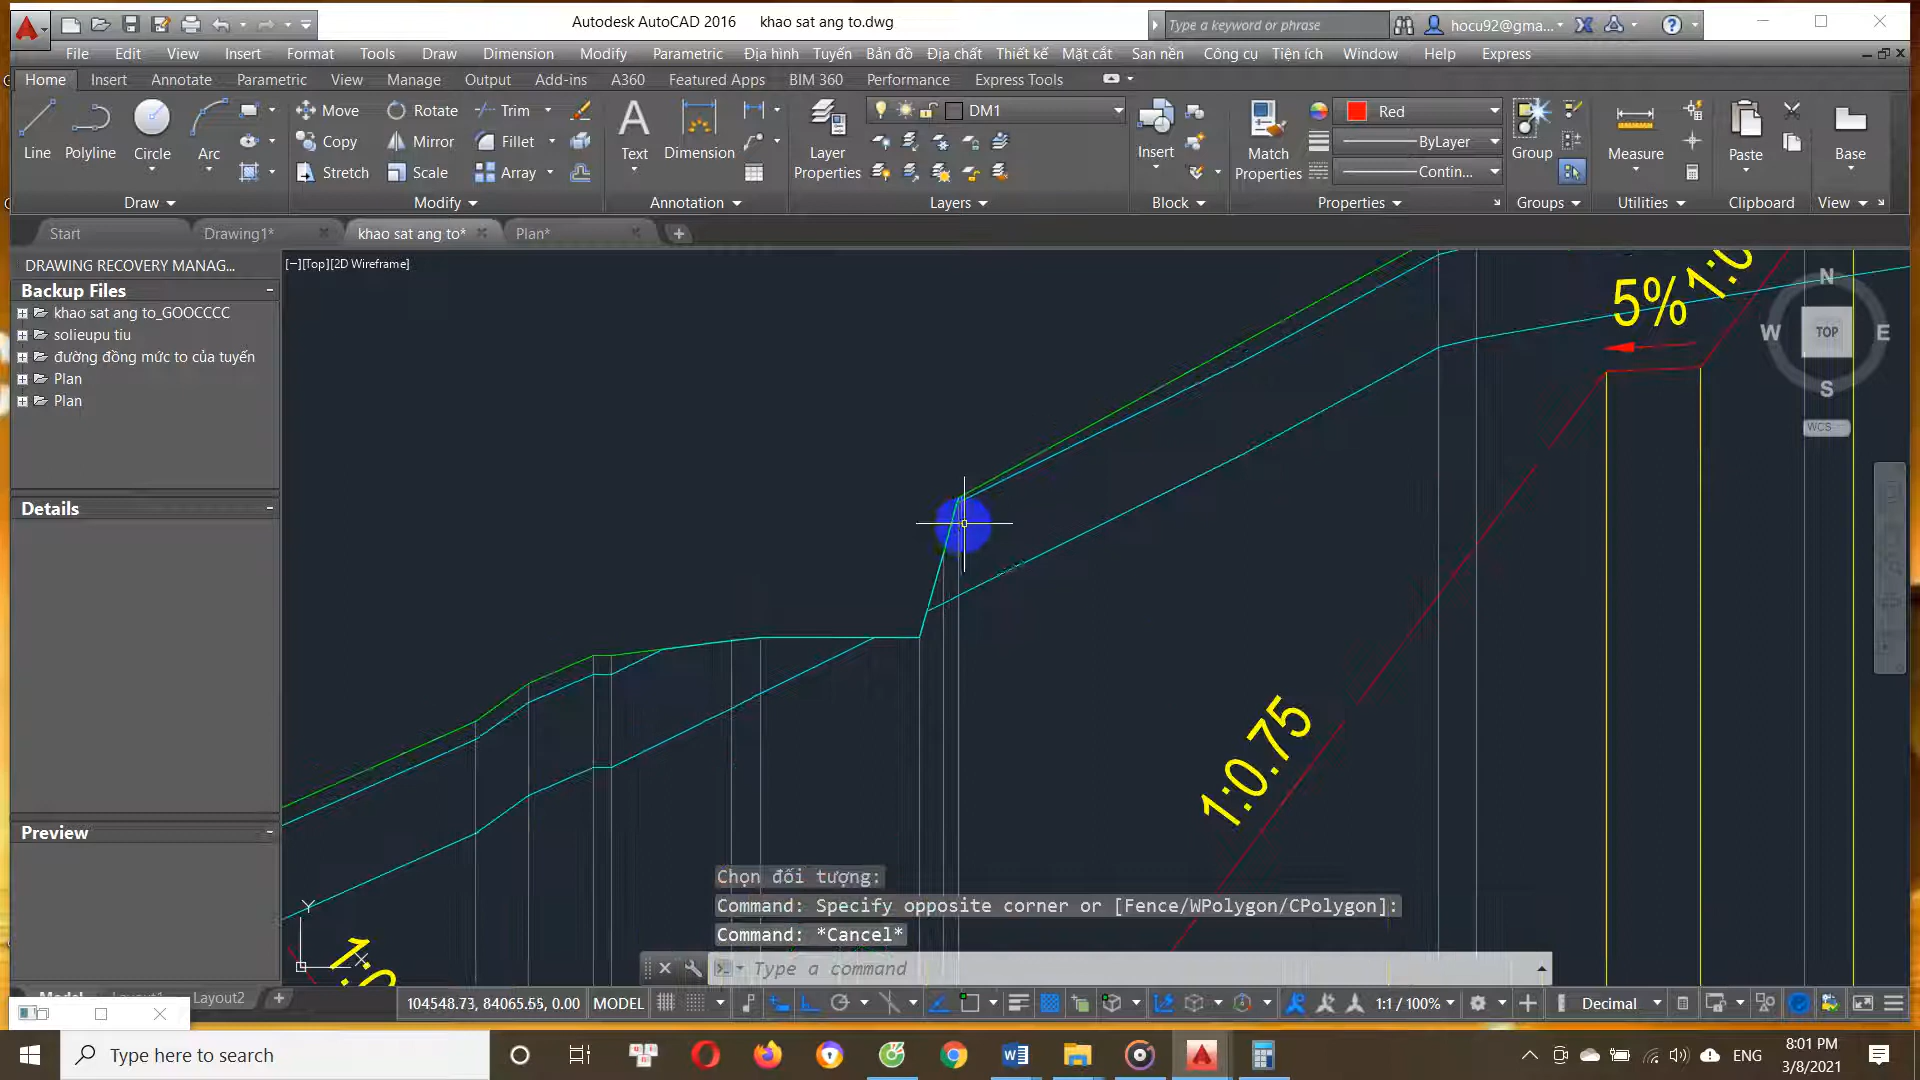 Autodesk AutoCAD 2016 khao sat ang to.dwg
Type a keyword or phrase
hocu92@gma...
File Edit View Insert Format Tools Draw Dimension Modify Parametric Địa hình Tuyến Bản đồ Địa chất Thiết kế Mặt cắt San nền Công cụ Tiện ích Window Help Express
Home Insert Annotate Parametric View Manage Output Add-ins A360 Featured Apps BIM 360 Performance Express Tools
Line Polyline Circle Arc
Move Rotate Trim
Copy Mirror Fillet
Stretch Scale Array
Text Dimension
Layer Properties
DM1
Insert
Match Properties
Red
ByLayer
Contin...
Group
Measure
Paste
Base
Draw Modify Annotation Layers Block Properties Groups Utilities Clipboard View
Start Drawing1* khao sat ang to* Plan*
DRAWING RECOVERY MANAG...
Backup Files
khao sat ang to_GOOCCCC
solieupu tiu
đường đồng mức to của tuyến
Plan
Plan
Details
Preview
[−][Top][2D Wireframe]
5%
1:0
N
W TOP E
S
WCS
1:0.75
1:0
Y
X
Chọn đối tượng:
Command: Specify opposite corner or [Fence/WPolygon/CPolygon]:
Command: *Cancel*
Type a command
Model Layout1 Layout2
104548.73, 84065.55, 0.00 MODEL
1:1 / 100%
Decimal
Type here to search
ENG
8:01 PM
3/8/2021